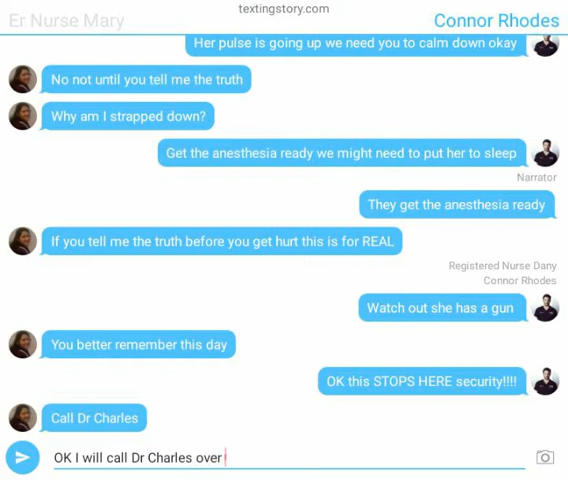 textingstory.com
Er Nurse Mary
Connor Rhodes
Her pulse is going up we need you to calm down okay
No not until you tell me the truth
Why am I strapped down?
Get the anesthesia ready we might need to put her to sleep
Narrator
They get the anesthesia ready
If you tell me the truth before you get hurt this is for REAL
Registered Nurse Dany
Connor Rhodes
Watch out she has a gun
You better remember this day
OK this STOPS HERE security!!!!
Call Dr Charles
OK I will call Dr Charles over